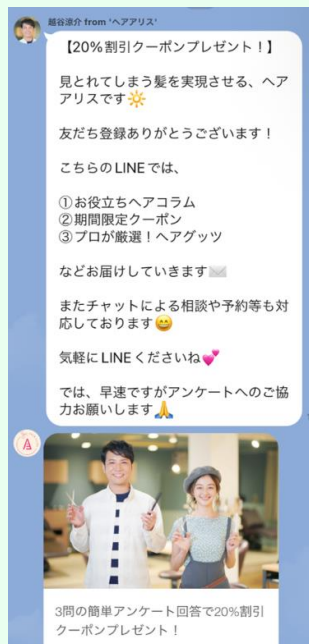 越谷涼介 from 'ヘアアリス'
【20%割引クーポンプレゼント！】
見とれてしまう髪を実現させる、ヘア
アリスです☀️
友だち登録ありがとうございます！
こちらのLINEでは、
①お役立ちヘアコラム
②期間限定クーポン
③プロが厳選！ヘアグッツ
などお届けしていきます✉️
またチャットによる相談や予約等も対
応しております😄
気軽にLINEくださいね💕
では、早速ですがアンケートへのご協
力お願いします🙏
A
3問の簡単アンケート回答で20%割引
クーポンプレゼント！